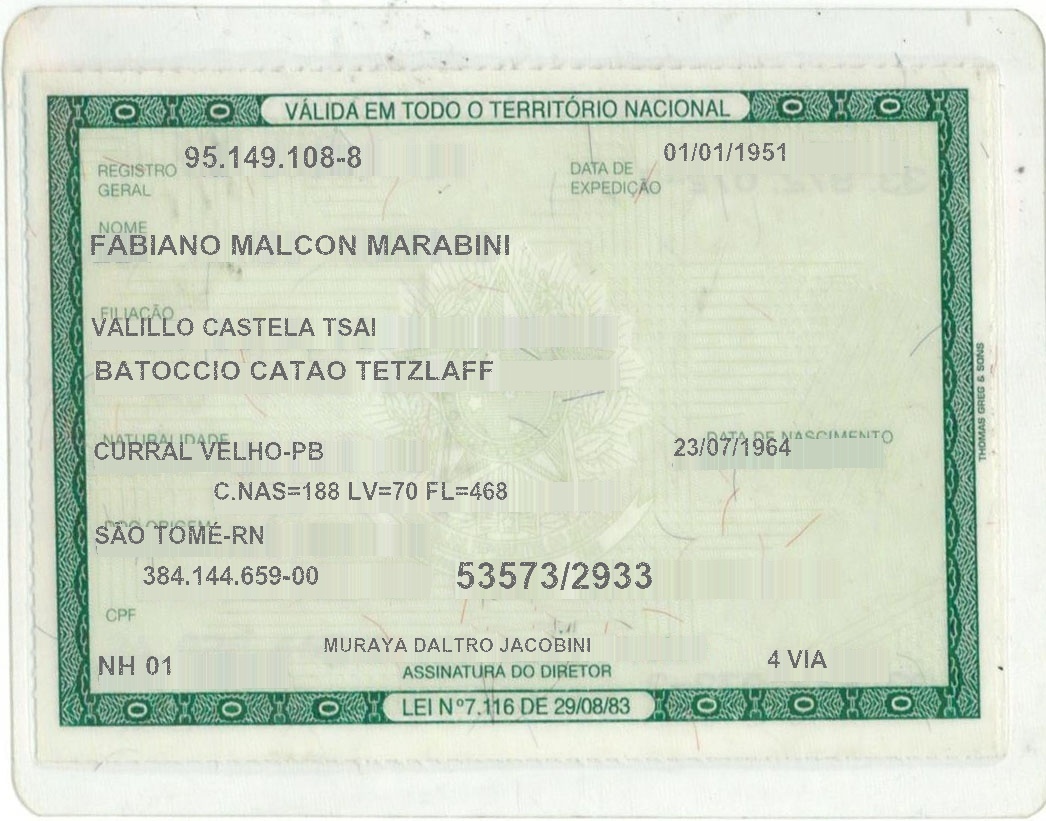 VÁLIDA EM TODO O TERRITÓRIO NACIONAL
REGISTRO GERAL 95.149.108-8 DATA DE EXPEDIÇÃO 01/01/1951
NOME
FABIANO MALCON MARABINI
FILIAÇÃO
VALILLO CASTELA TSAI
BATOCCIO CATAO TETZLAFF
NATURALIDADE DATA DE NASCIMENTO
CURRAL VELHO-PB 23/07/1964
C.NAS=188 LV=70 FL=468
DOC ORIGEM
SÃO TOMÉ-RN
384.144.659-00 53573/2933
CPF
MURAYA DALTRO JACOBINI
NH 01 ASSINATURA DO DIRETOR 4 VIA
LEI Nº7.116 DE 29/08/83
THOMAS GREG & SONS